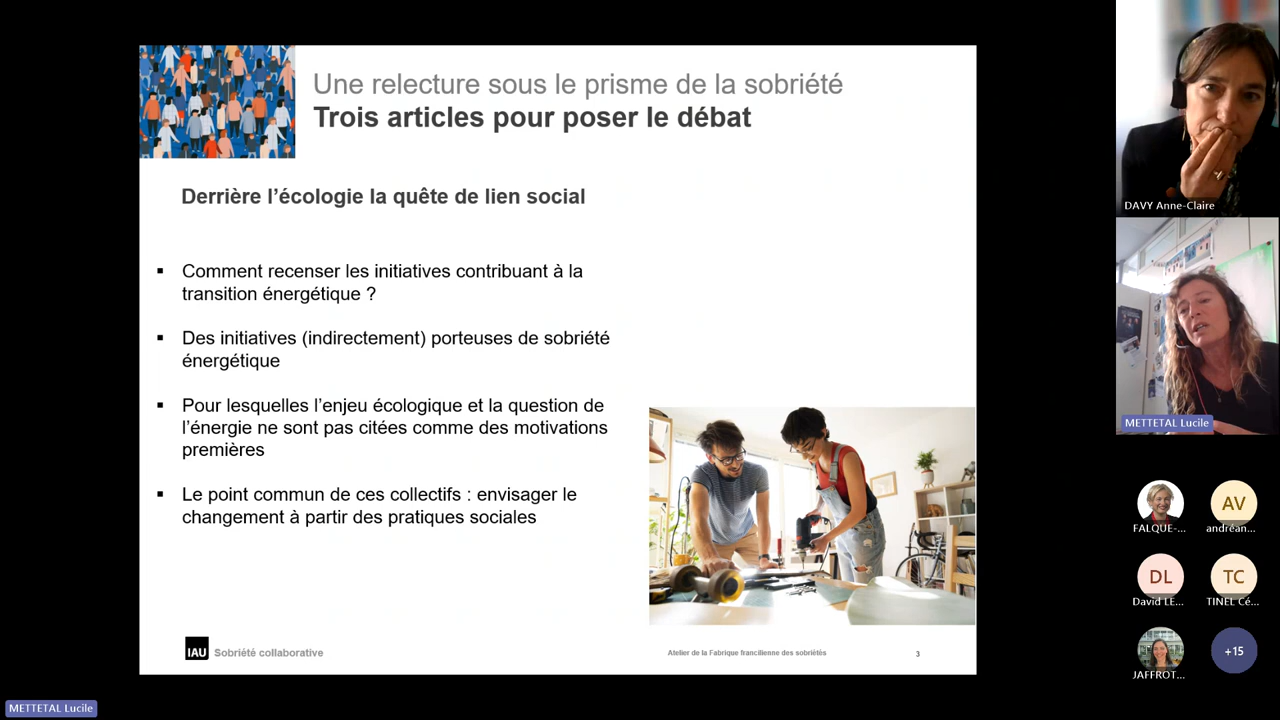 Une relecture sous le prisme de la sobriété
Trois articles pour poser le débat
Derrière l'écologie la quête de lien social
▪ Comment recenser les initiatives contribuant à la
transition énergétique ?
▪ Des initiatives (indirectement) porteuses de sobriété
énergétique
▪ Pour lesquelles l'enjeu écologique et la question de
l'énergie ne sont pas citées comme des motivations
premières
▪ Le point commun de ces collectifs : envisager le
changement à partir des pratiques sociales
IAU Sobriété collaborative
Atelier de la Fabrique francilienne des sobriétés
3
DAVY Anne-Claire
METTETAL Lucile
FALQUE-...
AV
andréan...
DL
David LE...
TC
TINEL Cé...
JAFFROT...
+15
METTETAL Lucile